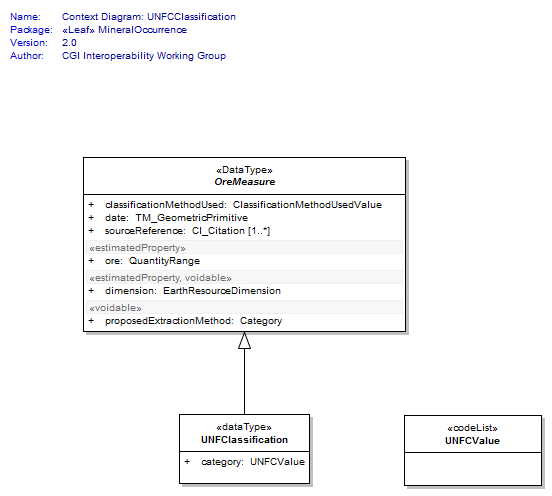 Name: Context Diagram: UNFCClassification
Package: «Leaf» MineralOccurrence
Version: 2.0
Author: CGI Interoperability Working Group
«DataType»
OreMeasure
+ classificationMethodUsed: ClassificationMethodUsedValue
+ date: TM_GeometricPrimitive
+ sourceReference: CI_Citation [1..*]
«estimatedProperty»
+ ore: QuantityRange
«estimatedProperty, voidable»
+ dimension: EarthResourceDimension
«voidable»
+ proposedExtractionMethod: Category
«dataType»
UNFClassification
+ category: UNFCValue
«codeList»
UNFCValue